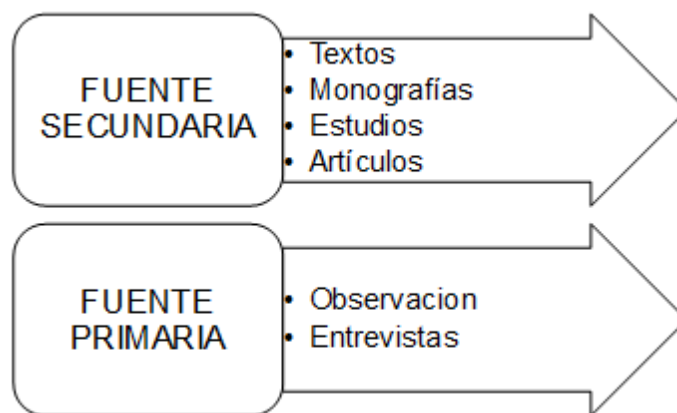 FUENTE
SECUNDARIA
• Textos
• Monografías
• Estudios
• Artículos
FUENTE
PRIMARIA
• Observacion
• Entrevistas